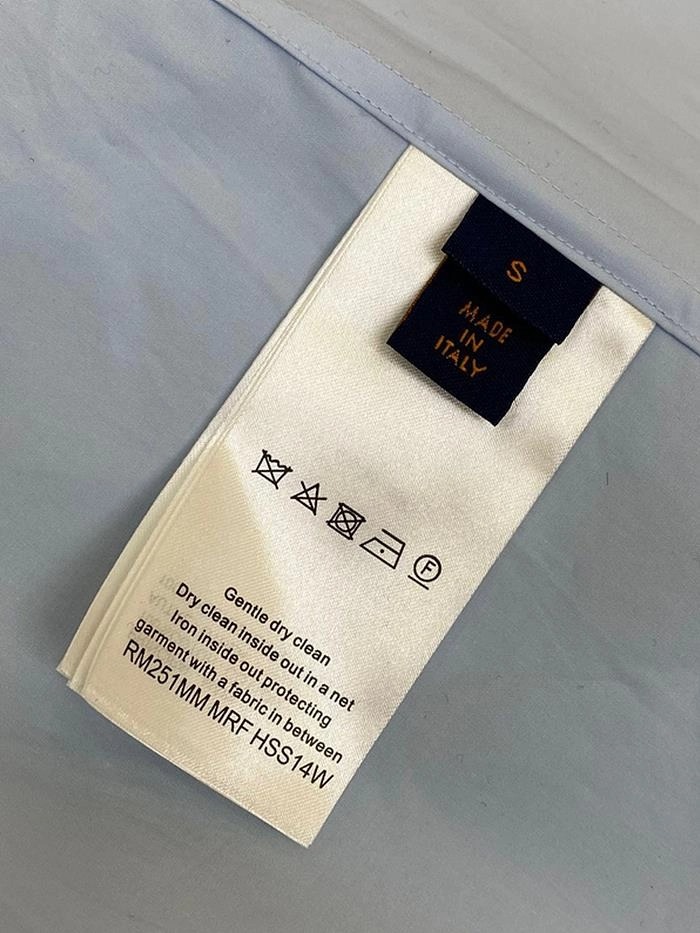 S
MADE
IN
ITALY
F
Gentle dry clean
Dry clean inside out in a net
Iron inside out protecting
garment with a fabric in between
RM251MM MRF HSS14W